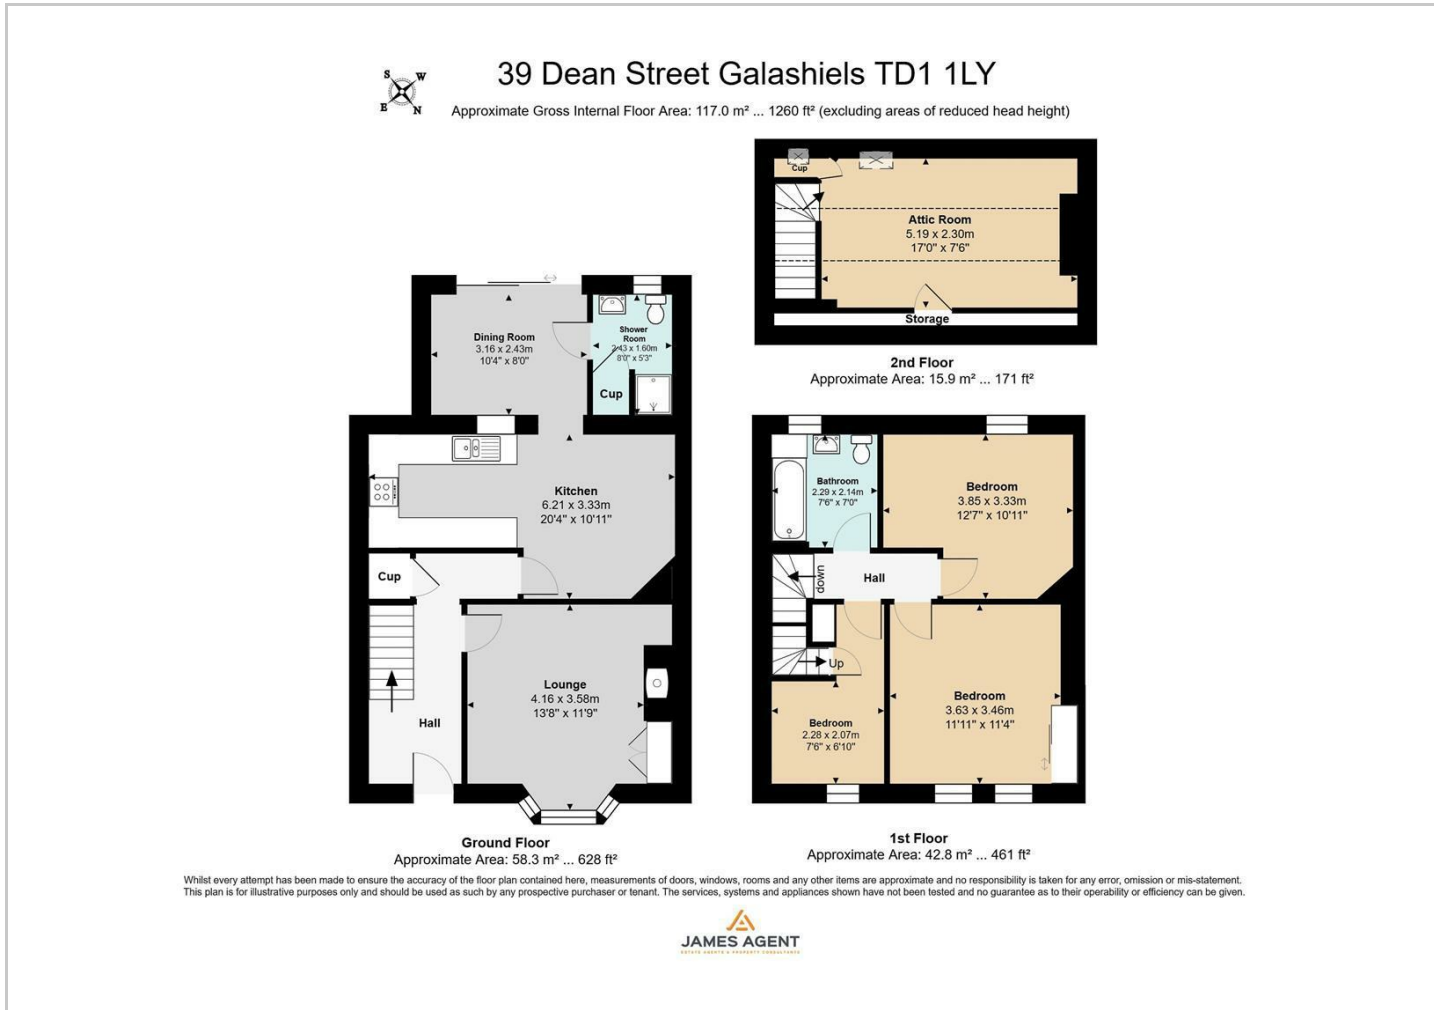 39 Dean Street Galashiels TD1 1LY
S W
E N
Approximate Gross Internal Floor Area: 117.0 m² ... 1260 ft² (excluding areas of reduced head height)
Cup
Attic Room
5.19 x 2.30m
17'0" x 7'6"
Storage
2nd Floor
Approximate Area: 15.9 m² ... 171 ft²
Dining Room
3.16 x 2.43m
10'4" x 8'0"
Shower
Room
2.43 x 1.60m
8'0" x 5'3"
Cup
Kitchen
6.21 x 3.33m
20'4" x 10'11"
Cup
Lounge
4.16 x 3.58m
13'8" x 11'9"
Hall
Ground Floor
Approximate Area: 58.3 m² ... 628 ft²
Bathroom
2.29 x 2.14m
7'6" x 7'0"
Bedroom
3.85 x 3.33m
12'7" x 10'11"
down
Hall
Up
Bedroom
2.28 x 2.07m
7'6" x 6'10"
Bedroom
3.63 x 3.46m
11'11" x 11'4"
1st Floor
Approximate Area: 42.8 m² ... 461 ft²
Whilst every attempt has been made to ensure the accuracy of the floor plan contained here, measurements of doors, windows, rooms and any other items are approximate and no responsibility is taken for any error, omission or mis-statement.
This plan is for illustrative purposes only and should be used as such by any prospective purchaser or tenant. The services, systems and appliances shown have not been tested and no guarantee as to their operability or efficiency can be given.
JAMES AGENT
ESTATE AGENTS & PROPERTY CONSULTANTS